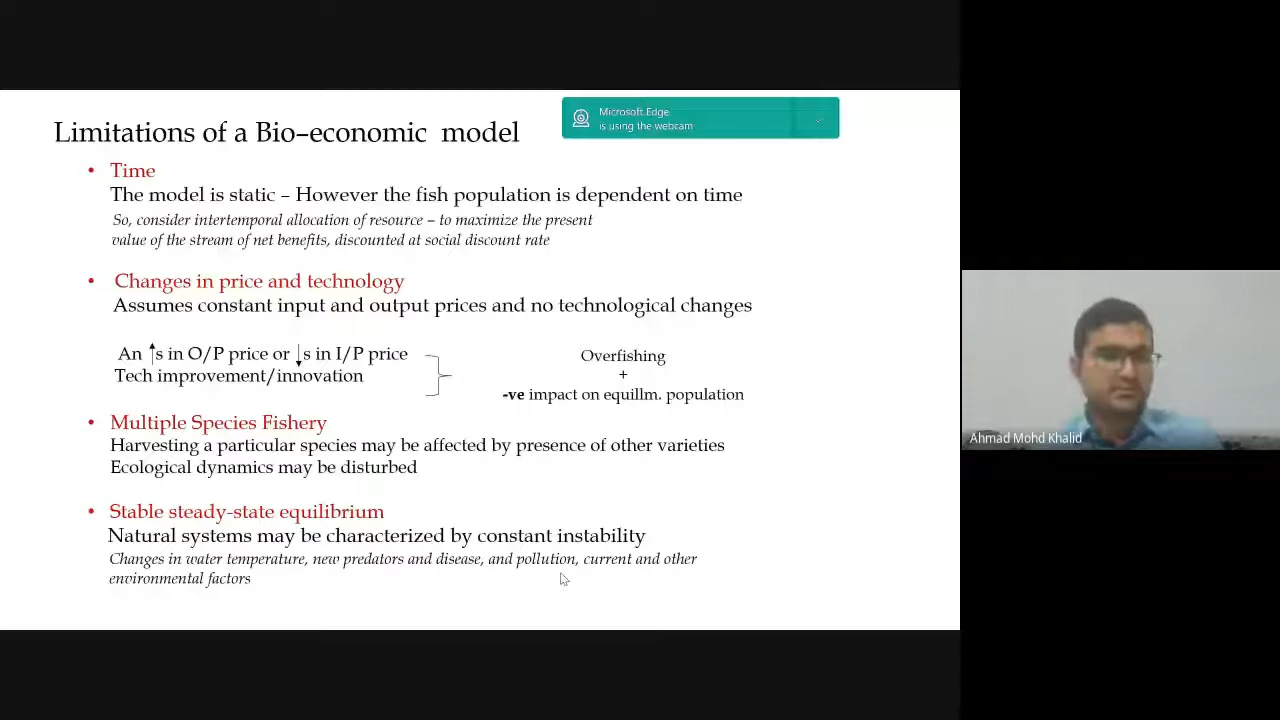 Limitations of a Bio–economic model
Microsoft Edge
is using the webcam
• Time
The model is static – However the fish population is dependent on time
So, consider intertemporal allocation of resource – to maximize the present
value of the stream of net benefits, discounted at social discount rate
• Changes in price and technology
Assumes constant input and output prices and no technological changes
An ↑s in O/P price or ↓s in I/P price
Tech improvement/innovation
Overfishing
+
-ve impact on equillm. population
• Multiple Species Fishery
Harvesting a particular species may be affected by presence of other varieties
Ecological dynamics may be disturbed
• Stable steady-state equilibrium
Natural systems may be characterized by constant instability
Changes in water temperature, new predators and disease, and pollution, current and other
environmental factors
Ahmad Mohd Khalid